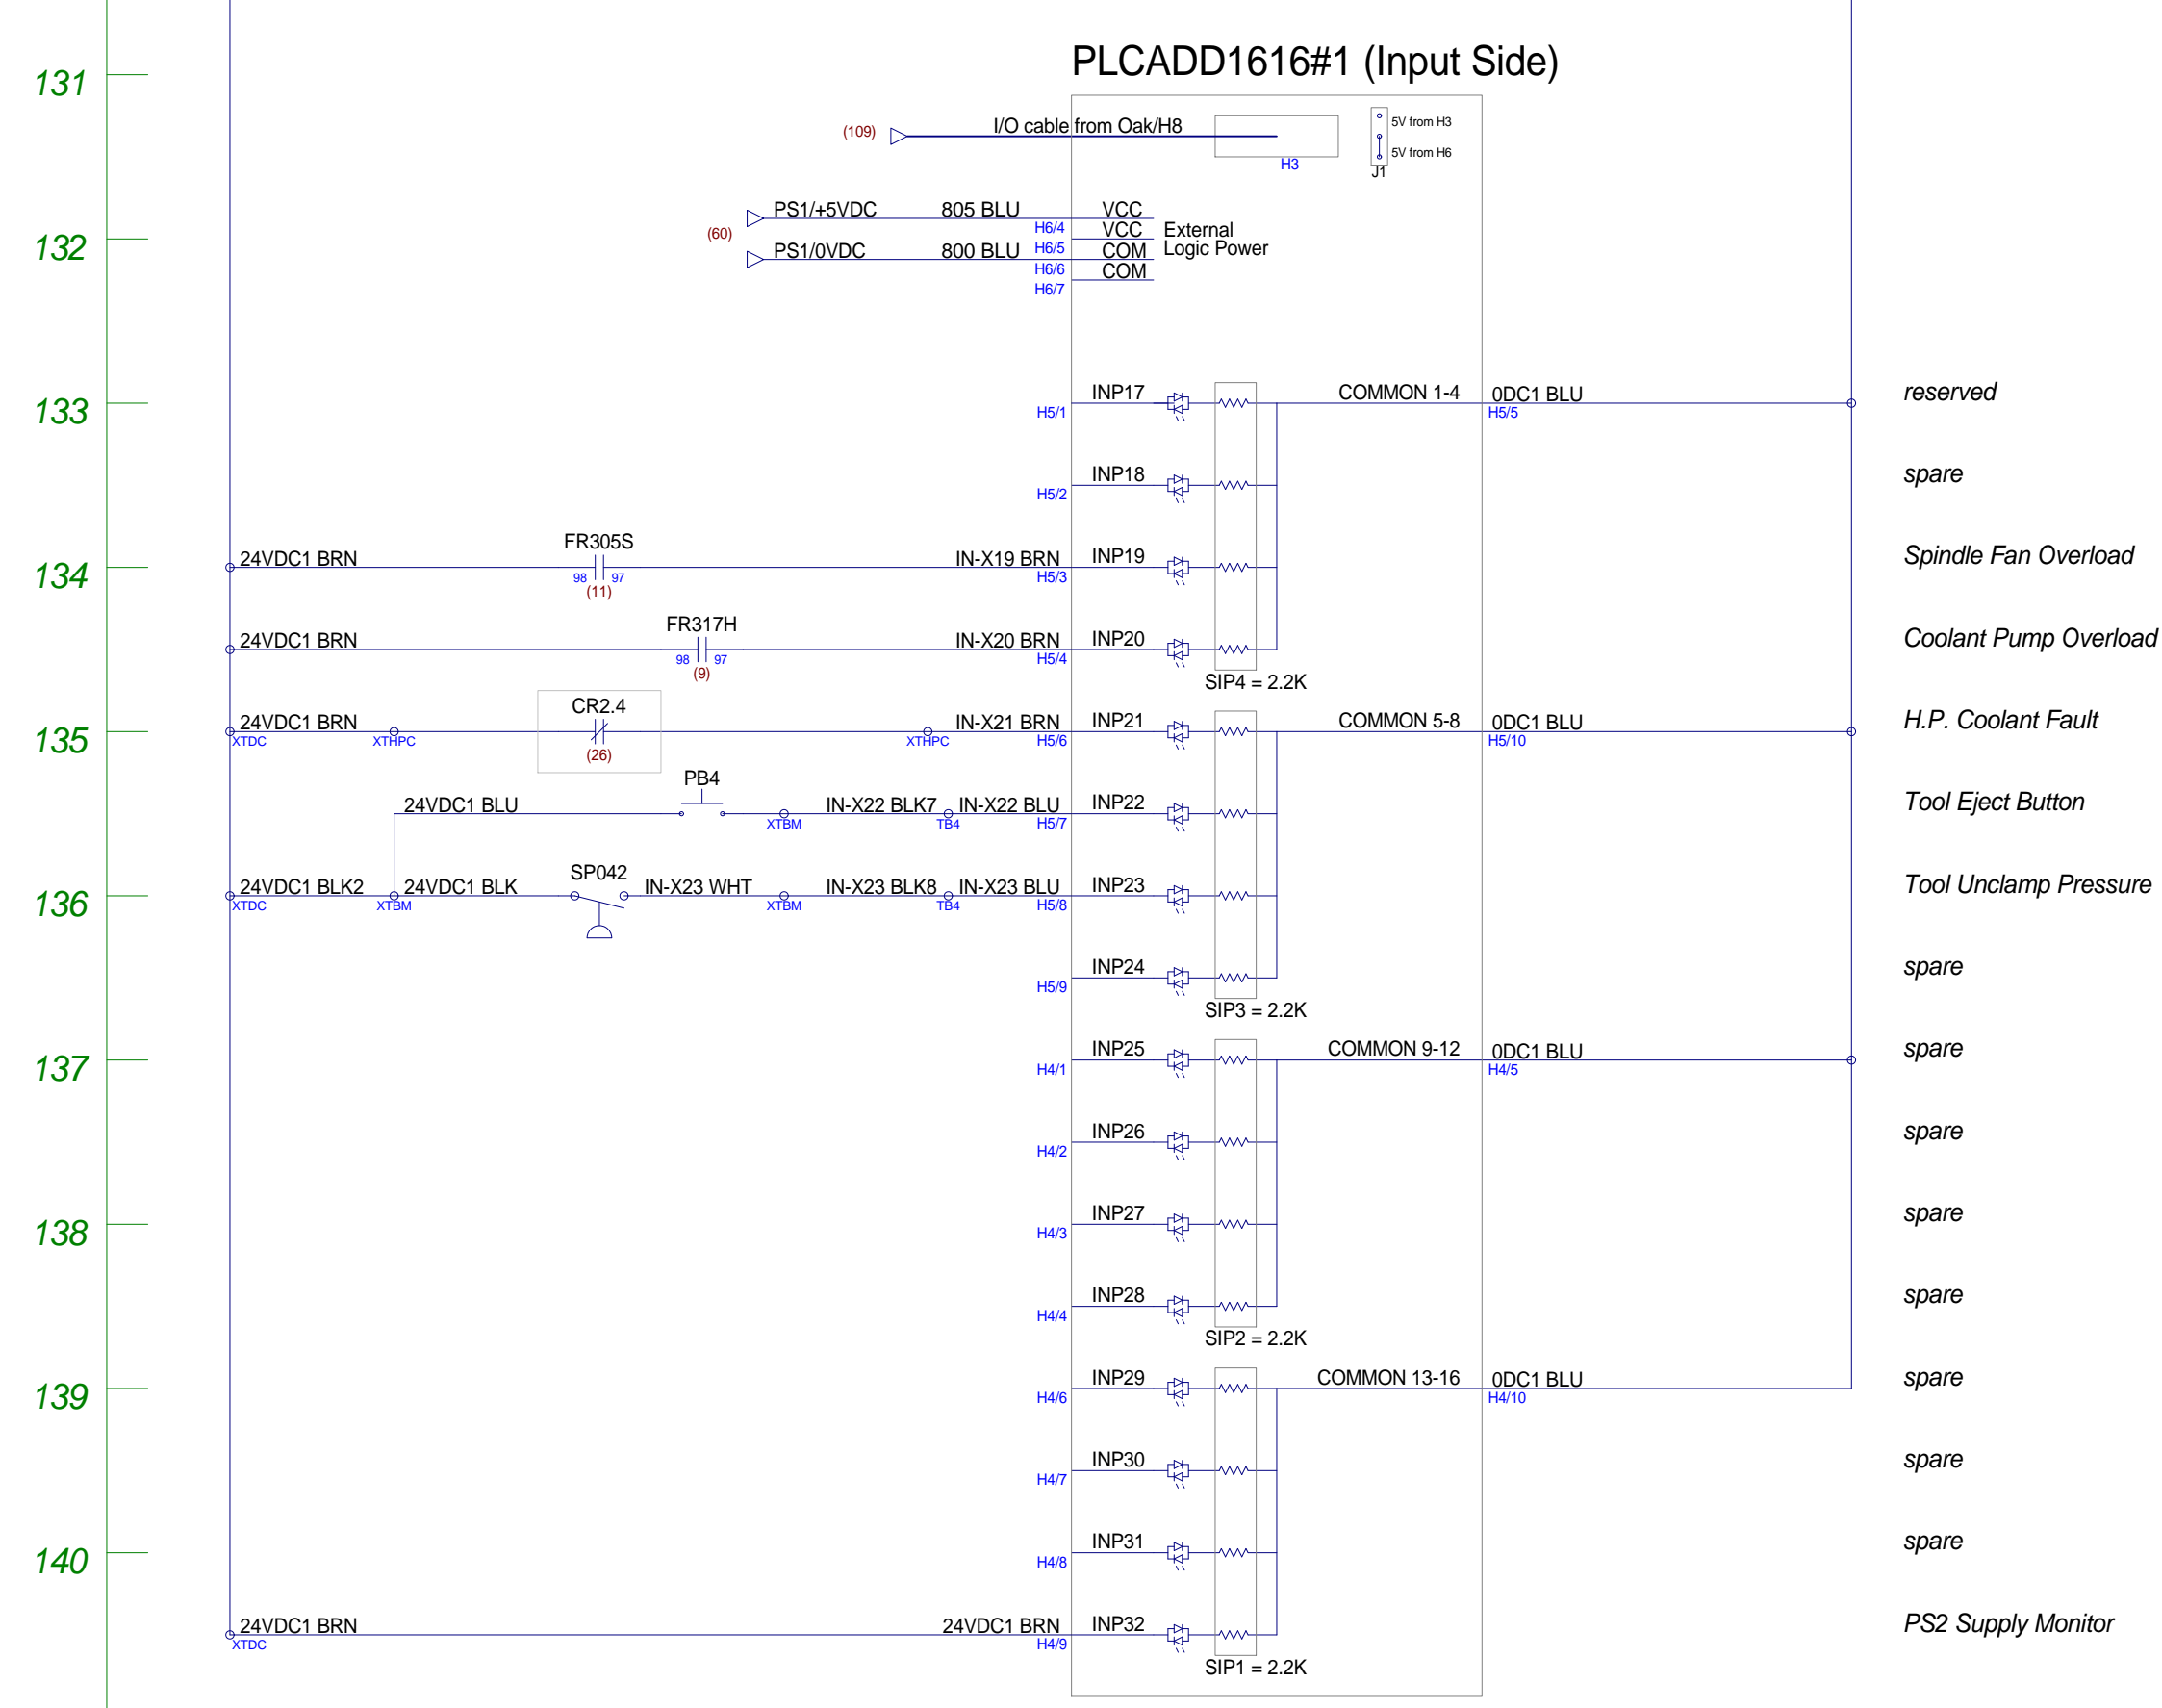 PLCADD1616#1 (Input Side)
131
(109) I/O cable from Oak/H8
H3
5V from H3
5V from H6
J1
PS1/+5VDC 805 BLU H6/4 VCC
132
(60) H6/5 VCC External
PS1/0VDC 800 BLU H6/6 COM Logic Power
H6/7 COM
133
INP17 COMMON 1-4 0DC1 BLU reserved
H5/1 H5/5
INP18 spare
H5/2
134
24VDC1 BRN FR305S IN-X19 BRN INP19 Spindle Fan Overload
98 97 H5/3
(11)
24VDC1 BRN FR317H IN-X20 BRN INP20 Coolant Pump Overload
98 97 H5/4
(9)
SIP4 = 2.2K
135
24VDC1 BRN CR2.4 IN-X21 BRN INP21 COMMON 5-8 0DC1 BLU H.P. Coolant Fault
XTDC XTHPC XTHPC H5/6 H5/10
(26)
24VDC1 BLU PB4 IN-X22 BLK7 IN-X22 BLU INP22 Tool Eject Button
XTBM TB4 H5/7
136
24VDC1 BLK2 24VDC1 BLK SP042 IN-X23 WHT IN-X23 BLK8 IN-X23 BLU INP23 Tool Unclamp Pressure
XTDC XTBM XTBM TB4 H5/8
INP24 spare
H5/9
SIP3 = 2.2K
137
INP25 COMMON 9-12 0DC1 BLU spare
H4/1 H4/5
INP26 spare
H4/2
138
INP27 spare
H4/3
INP28 spare
H4/4
SIP2 = 2.2K
139
INP29 COMMON 13-16 0DC1 BLU spare
H4/6 H4/10
INP30 spare
H4/7
140
INP31 spare
H4/8
24VDC1 BRN 24VDC1 BRN INP32 PS2 Supply Monitor
XTDC H4/9
SIP1 = 2.2K